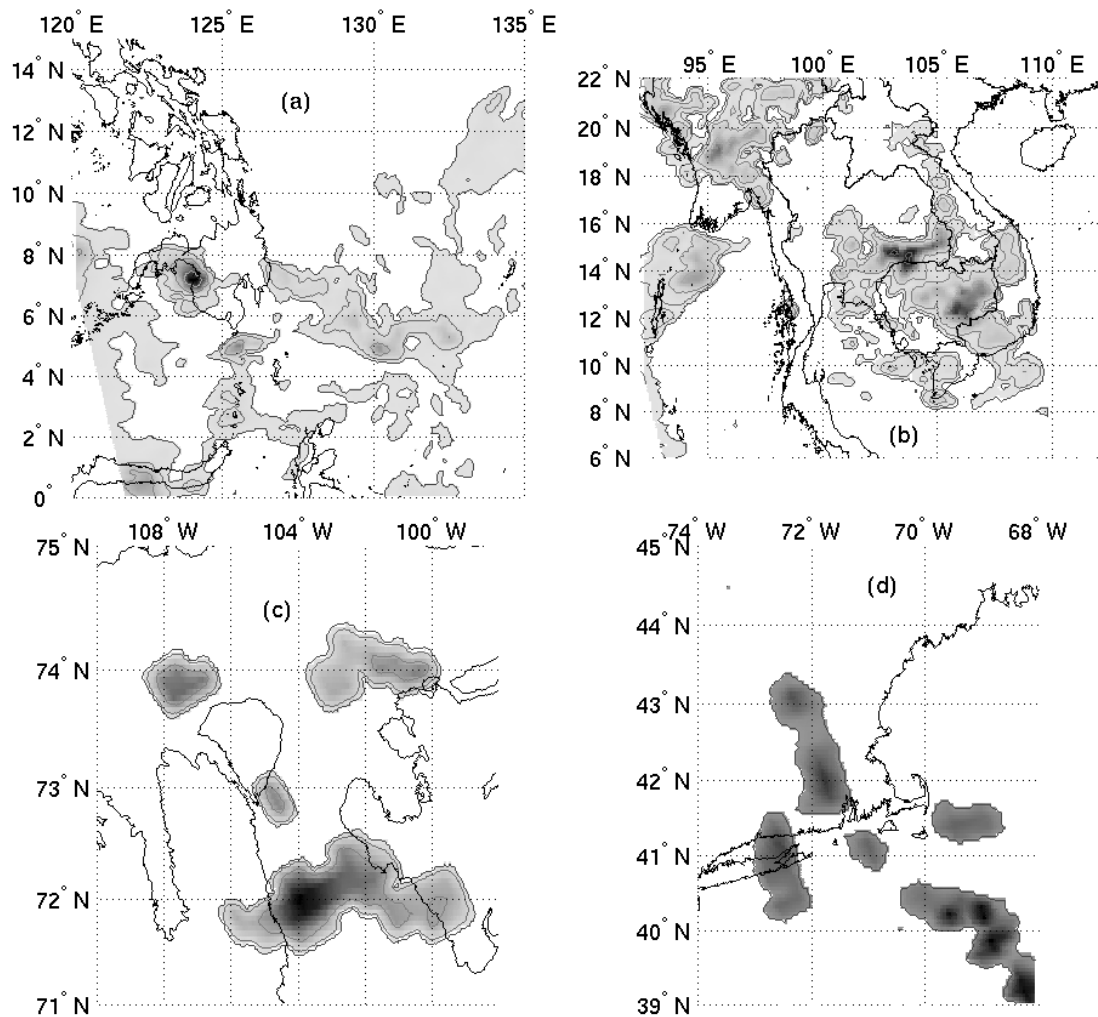 120° E 125° E 130° E 135° E
14° N
12° N
10° N
8° N
6° N
4° N
2° N
0°
(a)
95° E 100° E 105° E 110° E
22° N
20° N
18° N
16° N
14° N
12° N
10° N
8° N
6° N
(b)
108° W 104° W 100° W
75° N
74° N
73° N
72° N
71° N
(c)
74° W 72° W 70° W 68° W
45° N
44° N
43° N
42° N
41° N
40° N
39° N
(d)